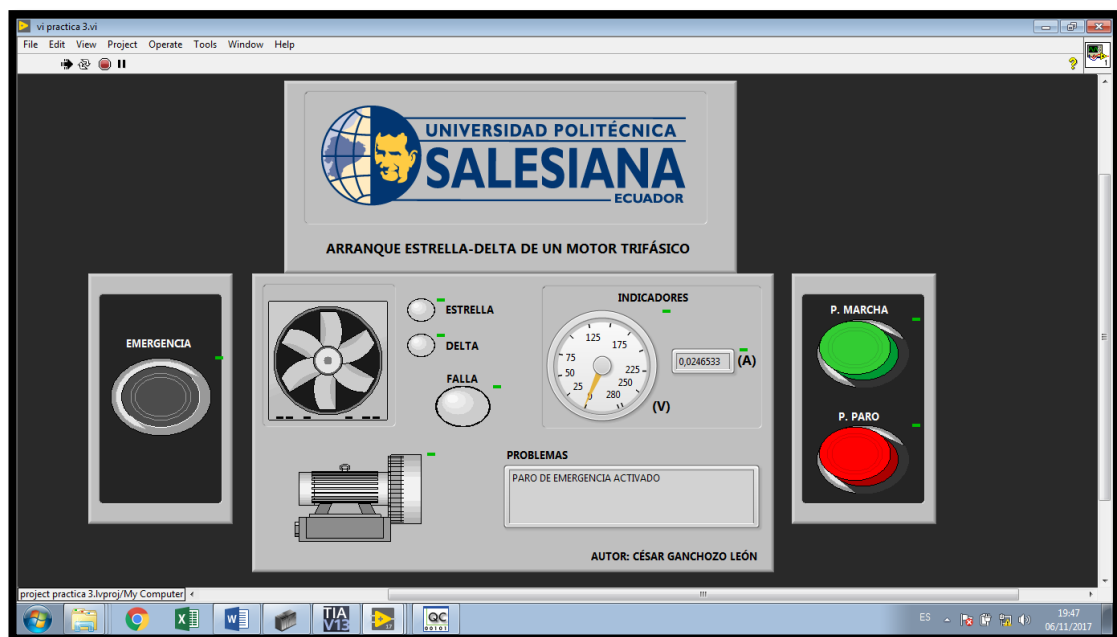 vi practica 3.vi
File Edit View Project Operate Tools Window Help
1
UNIVERSIDAD POLITÉCNICA
SALESIANA
ECUADOR
ARRANQUE ESTRELLA-DELTA DE UN MOTOR TRIFÁSICO
EMERGENCIA
ESTRELLA
DELTA
FALLA
INDICADORES
0 25 50 75 125 175 225 250 280
(V)
0,0246533 (A)
P. MARCHA
P. PARO
PROBLEMAS
PARO DE EMERGENCIA ACTIVADO
AUTOR: CÉSAR GANCHOZO LEÓN
project practica 3.lvproj/My Computer
TIA
V13
QC
00101
ES
19:47
06/11/2017